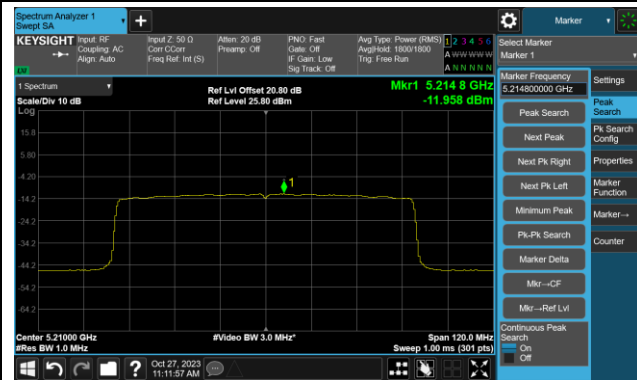 Spectrum Analyzer 1
Swept SA
Marker
KEYSIGHT
Input: RF
Coupling: AC
Align: Auto
Input Z: 50 Ω
Corr CCorr
Freq Ref: Int (S)
Atten: 20 dB
Preamp: Off
PNO: Fast
Gate: Off
IF Gain: Low
Sig Track: Off
Avg Type: Power (RMS)
Avg|Hold: 1800/1800
Trig: Free Run
1 2 3 4 5 6
A W W W W W
A N N N N N
LXI
Select Marker
Marker 1
1 Spectrum
Scale/Div 10 dB
Log
Ref Lvl Offset 20.80 dB
Ref Level 25.80 dBm
Mkr1 5.214 8 GHz
-11.958 dBm
15.8
5.80
-4.20
-14.2
-24.2
-34.2
-44.2
-54.2
-64.2
1
Center 5.21000 GHz
#Res BW 1.0 MHz
#Video BW 3.0 MHz*
Span 120.0 MHz
Sweep 1.00 ms (301 pts)
Marker Frequency
5.214800000 GHz
Peak Search
Next Peak
Next Pk Right
Next Pk Left
Minimum Peak
Pk-Pk Search
Marker Delta
Mkr→CF
Mkr→Ref Lvl
Continuous Peak
Search
On
Off
Settings
Peak
Search
Pk Search
Config
Properties
Marker
Function
Marker→
Counter
Oct 27, 2023
11:11:57 AM